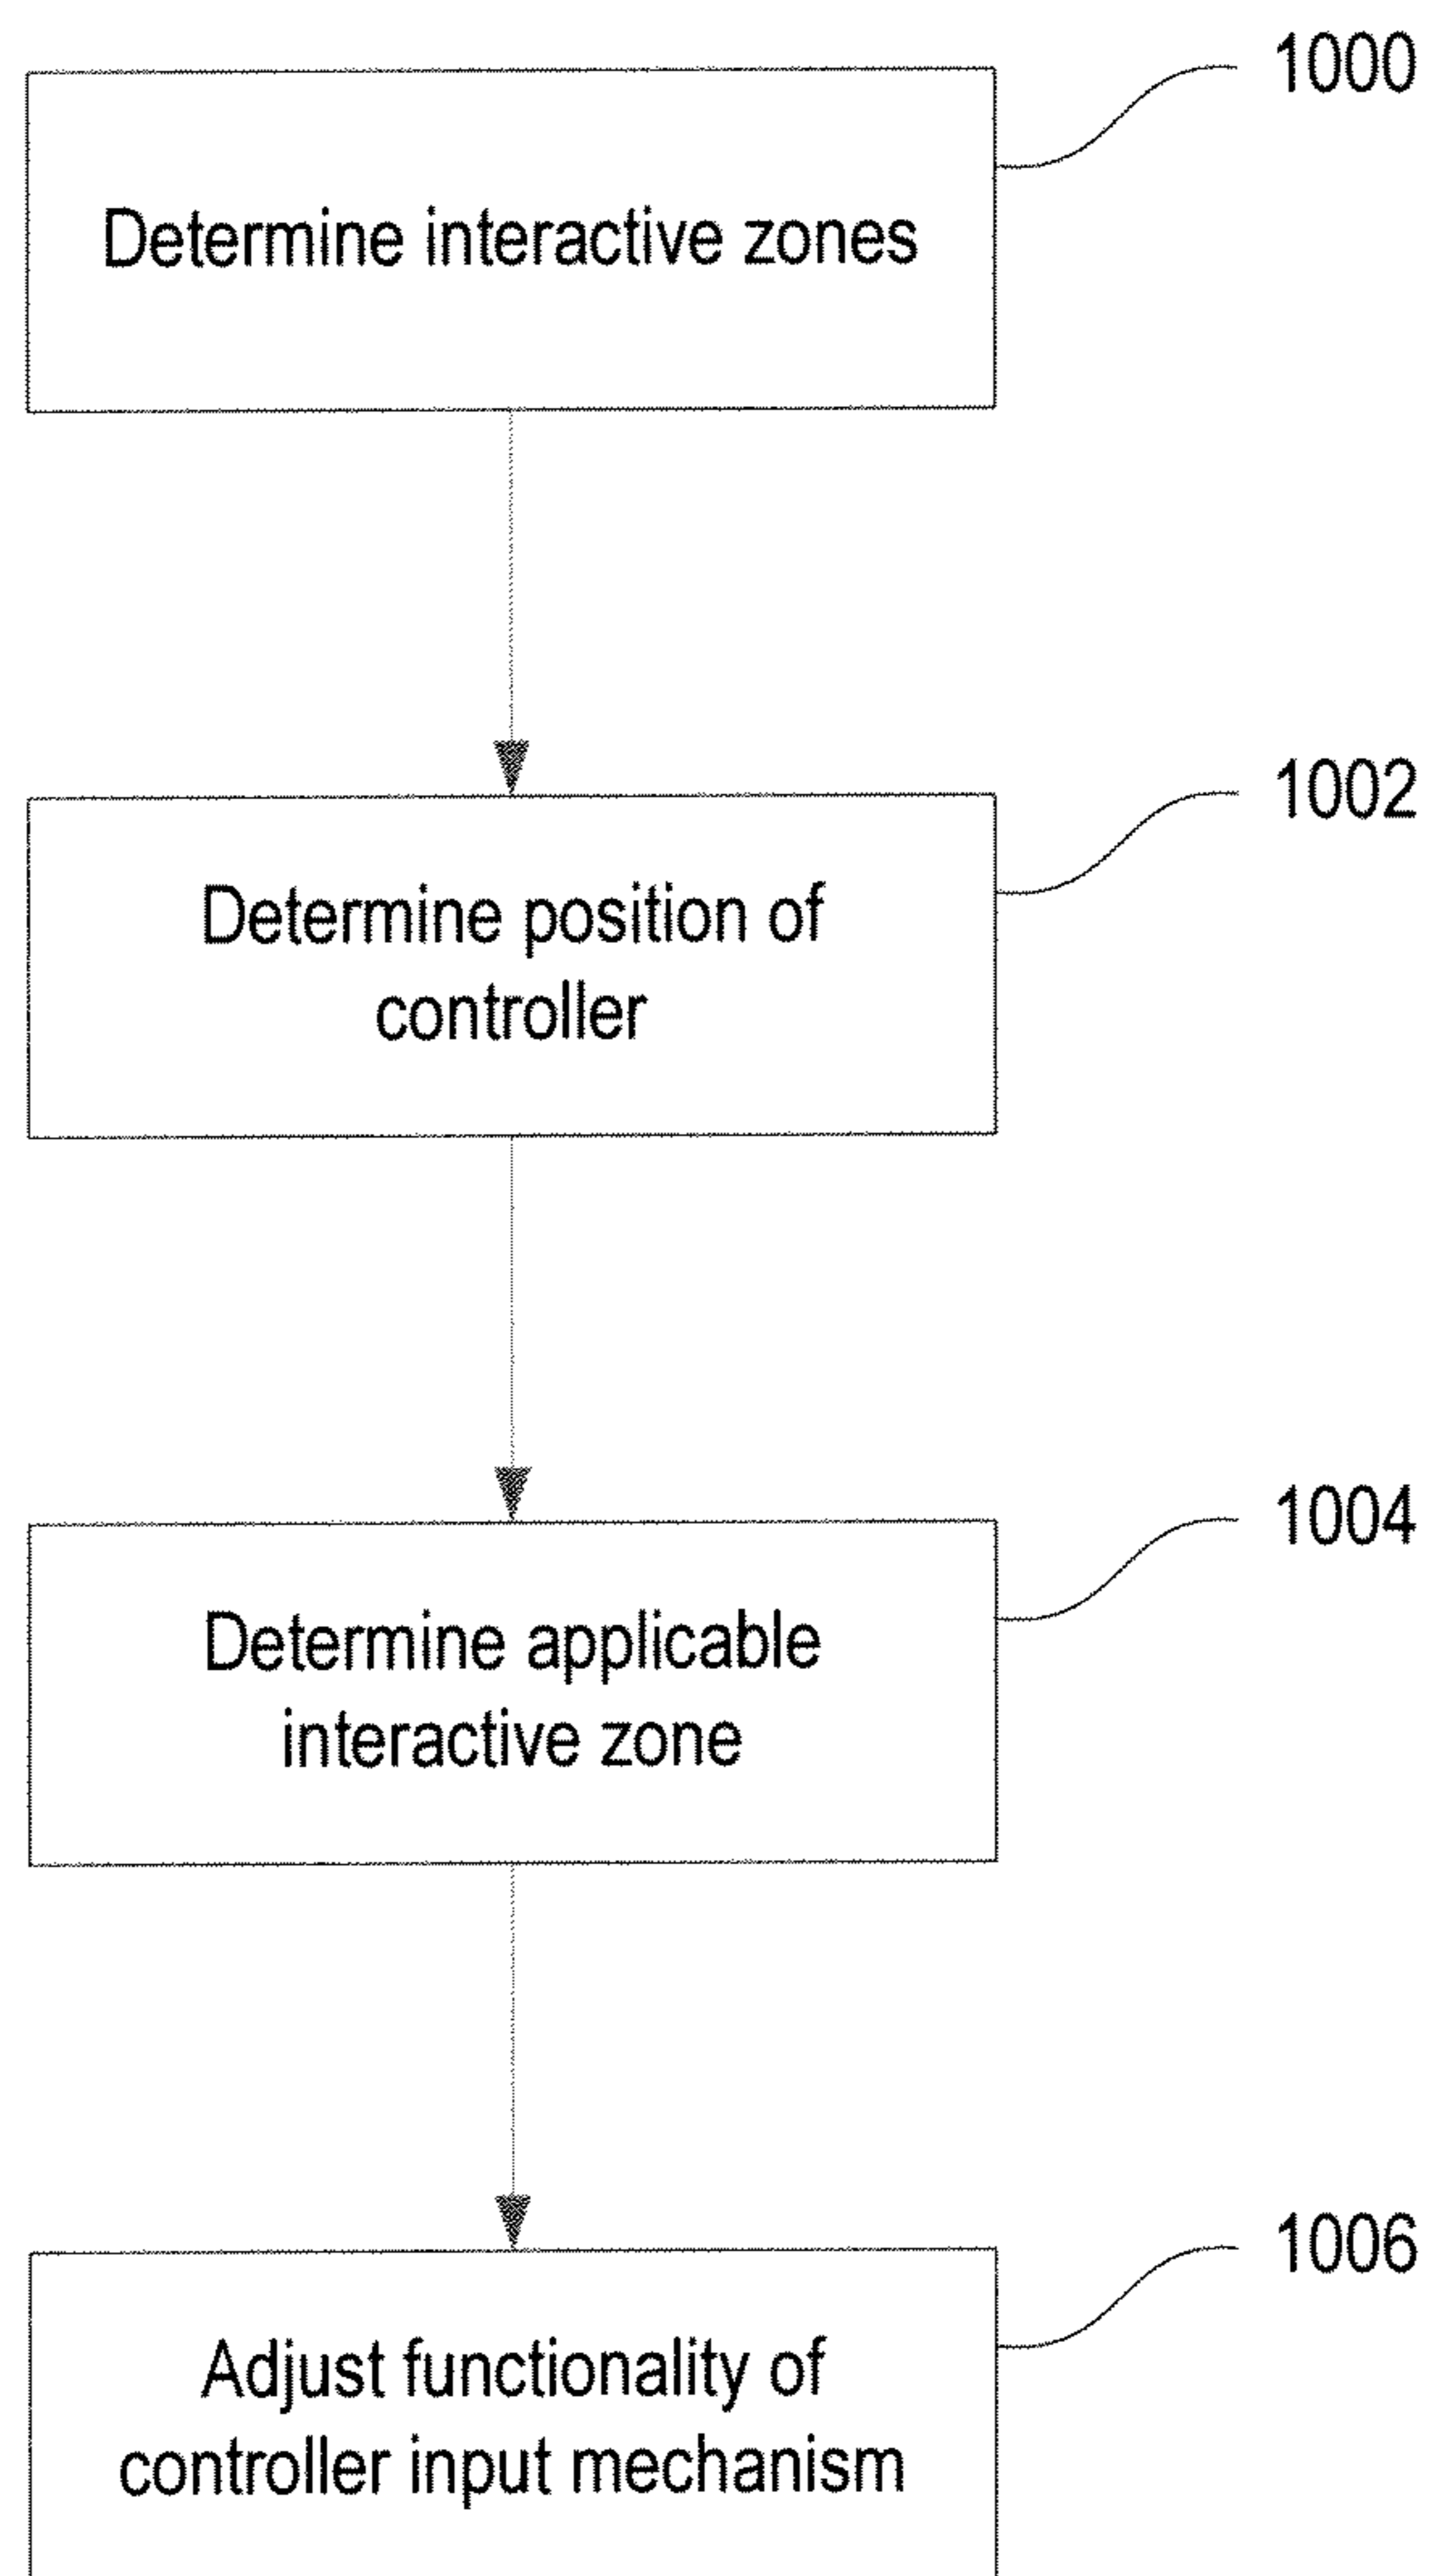 1000
Determine interactive zones
1002
Determine position of
controller
1004
Determine applicable
interactive zone
1006
Adjust functionality of
controller input mechanism